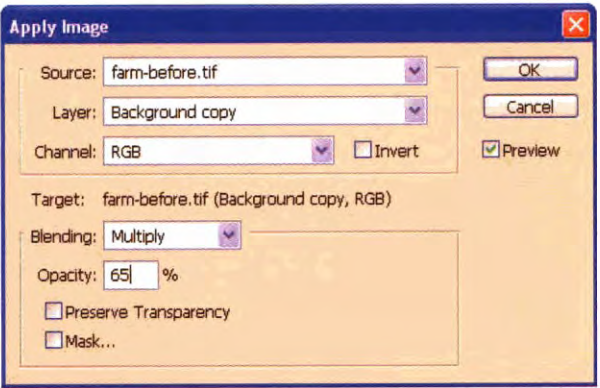 Apply Image
Source: farm-before.tif OK
Layer: Background copy Cancel
Channel: RGB Invert Preview
Target: farm-before.tif (Background copy, RGB)
Blending: Multiply
Opacity: 65 %
Preserve Transparency
Mask...